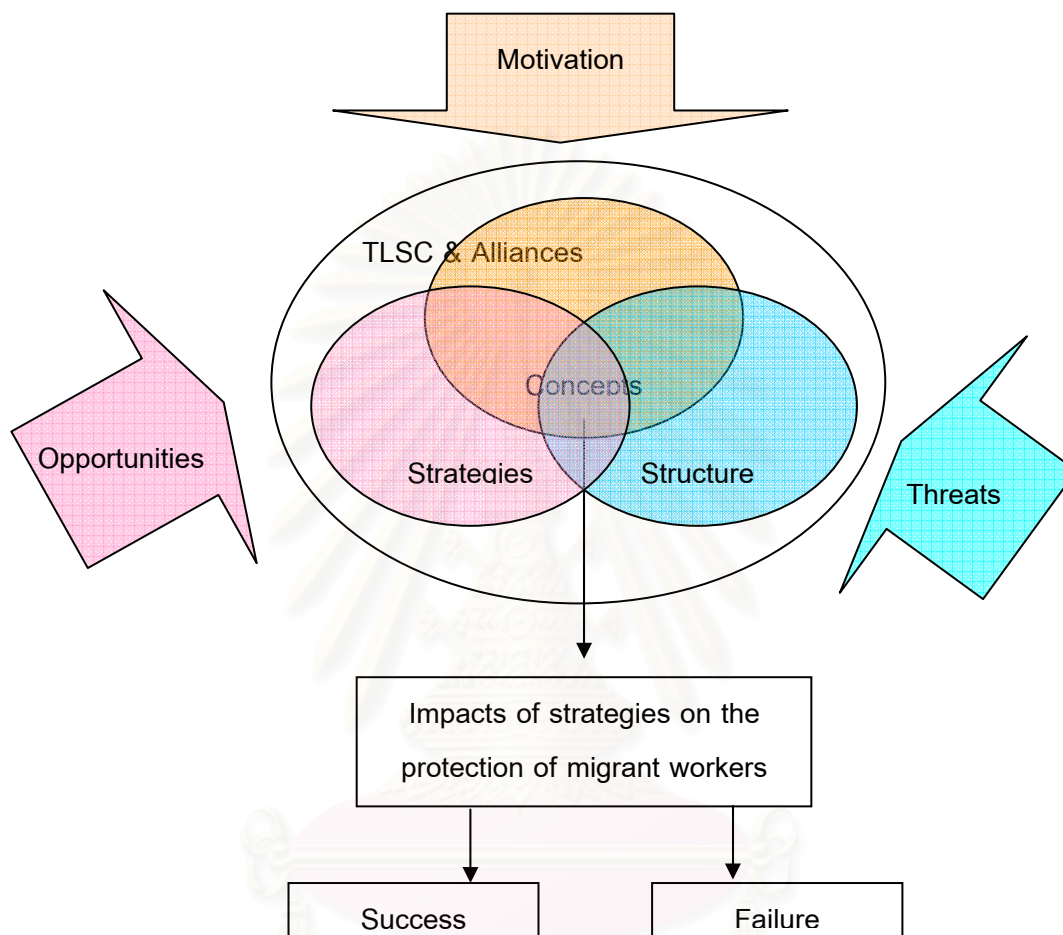 Motivation
TLSC & Alliances
Concepts
Opportunities
Strategies
Structure
Threats
Impacts of strategies on the
protection of migrant workers
Success
Failure